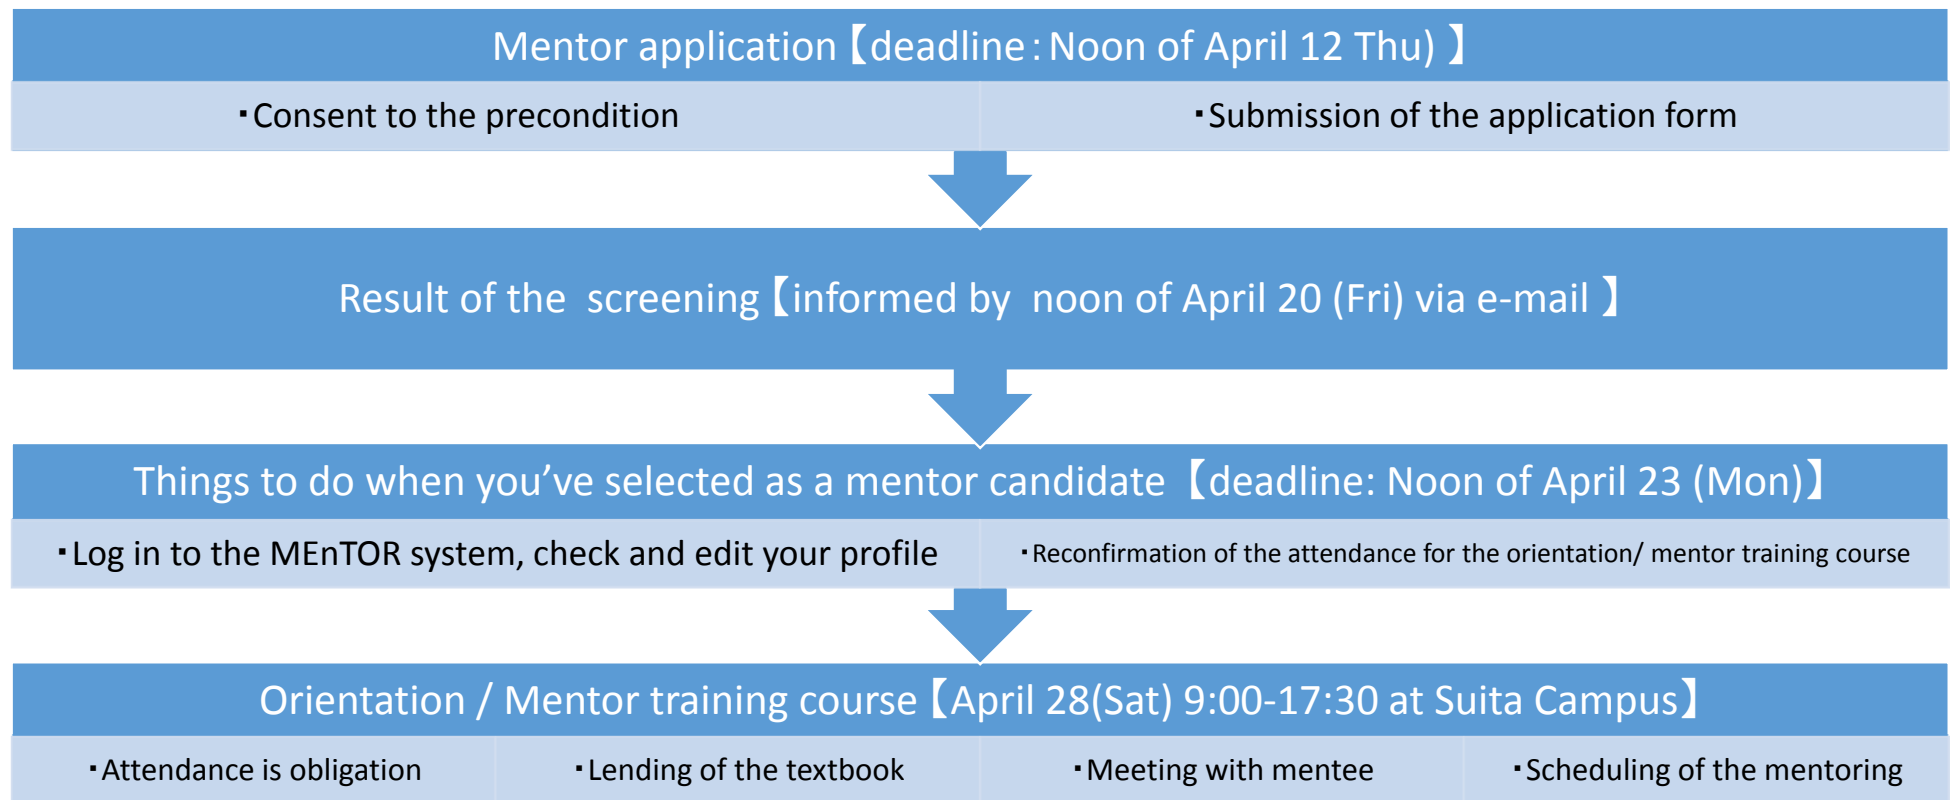 Mentor application【deadline：Noon of April 12 Thu) 】
・Consent to the precondition
・Submission of the application form
Result of the  screening【informed by  noon of April 20 (Fri) via e-mail 】
Things to do when you’ve selected as a mentor candidate【deadline: Noon of April 23 (Mon)】
・Log in to the MEnTOR system, check and edit your profile
・Reconfirmation of the attendance for the orientation/ mentor training course
Orientation / Mentor training course【April 28(Sat) 9:00-17:30 at Suita Campus】
・Attendance is obligation
・Lending of the textbook
・Meeting with mentee
・Scheduling of the mentoring